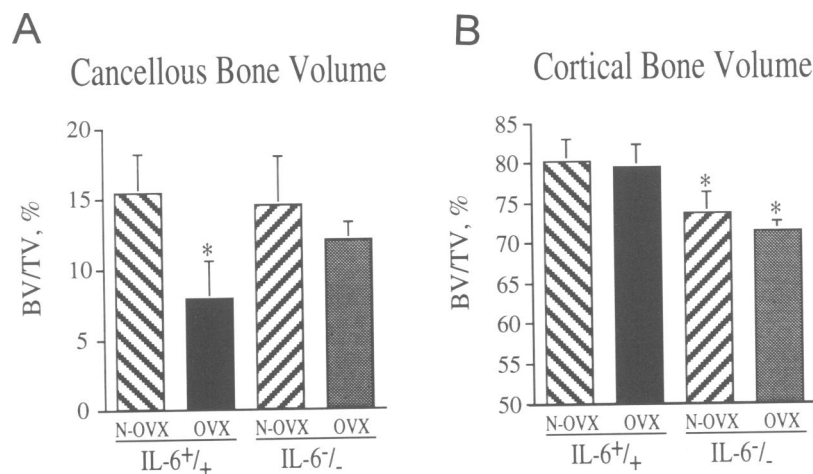 A
Cancellous Bone Volume
BV/TV, %
20
15
10
5
0
*
N-OVX OVX N-OVX OVX
IL-6+/+ IL-6-/-
B
Cortical Bone Volume
BV/TV, %
85
80
75
70
65
60
55
50
* *
N-OVX OVX N-OVX OVX
IL-6+/+ IL-6-/-